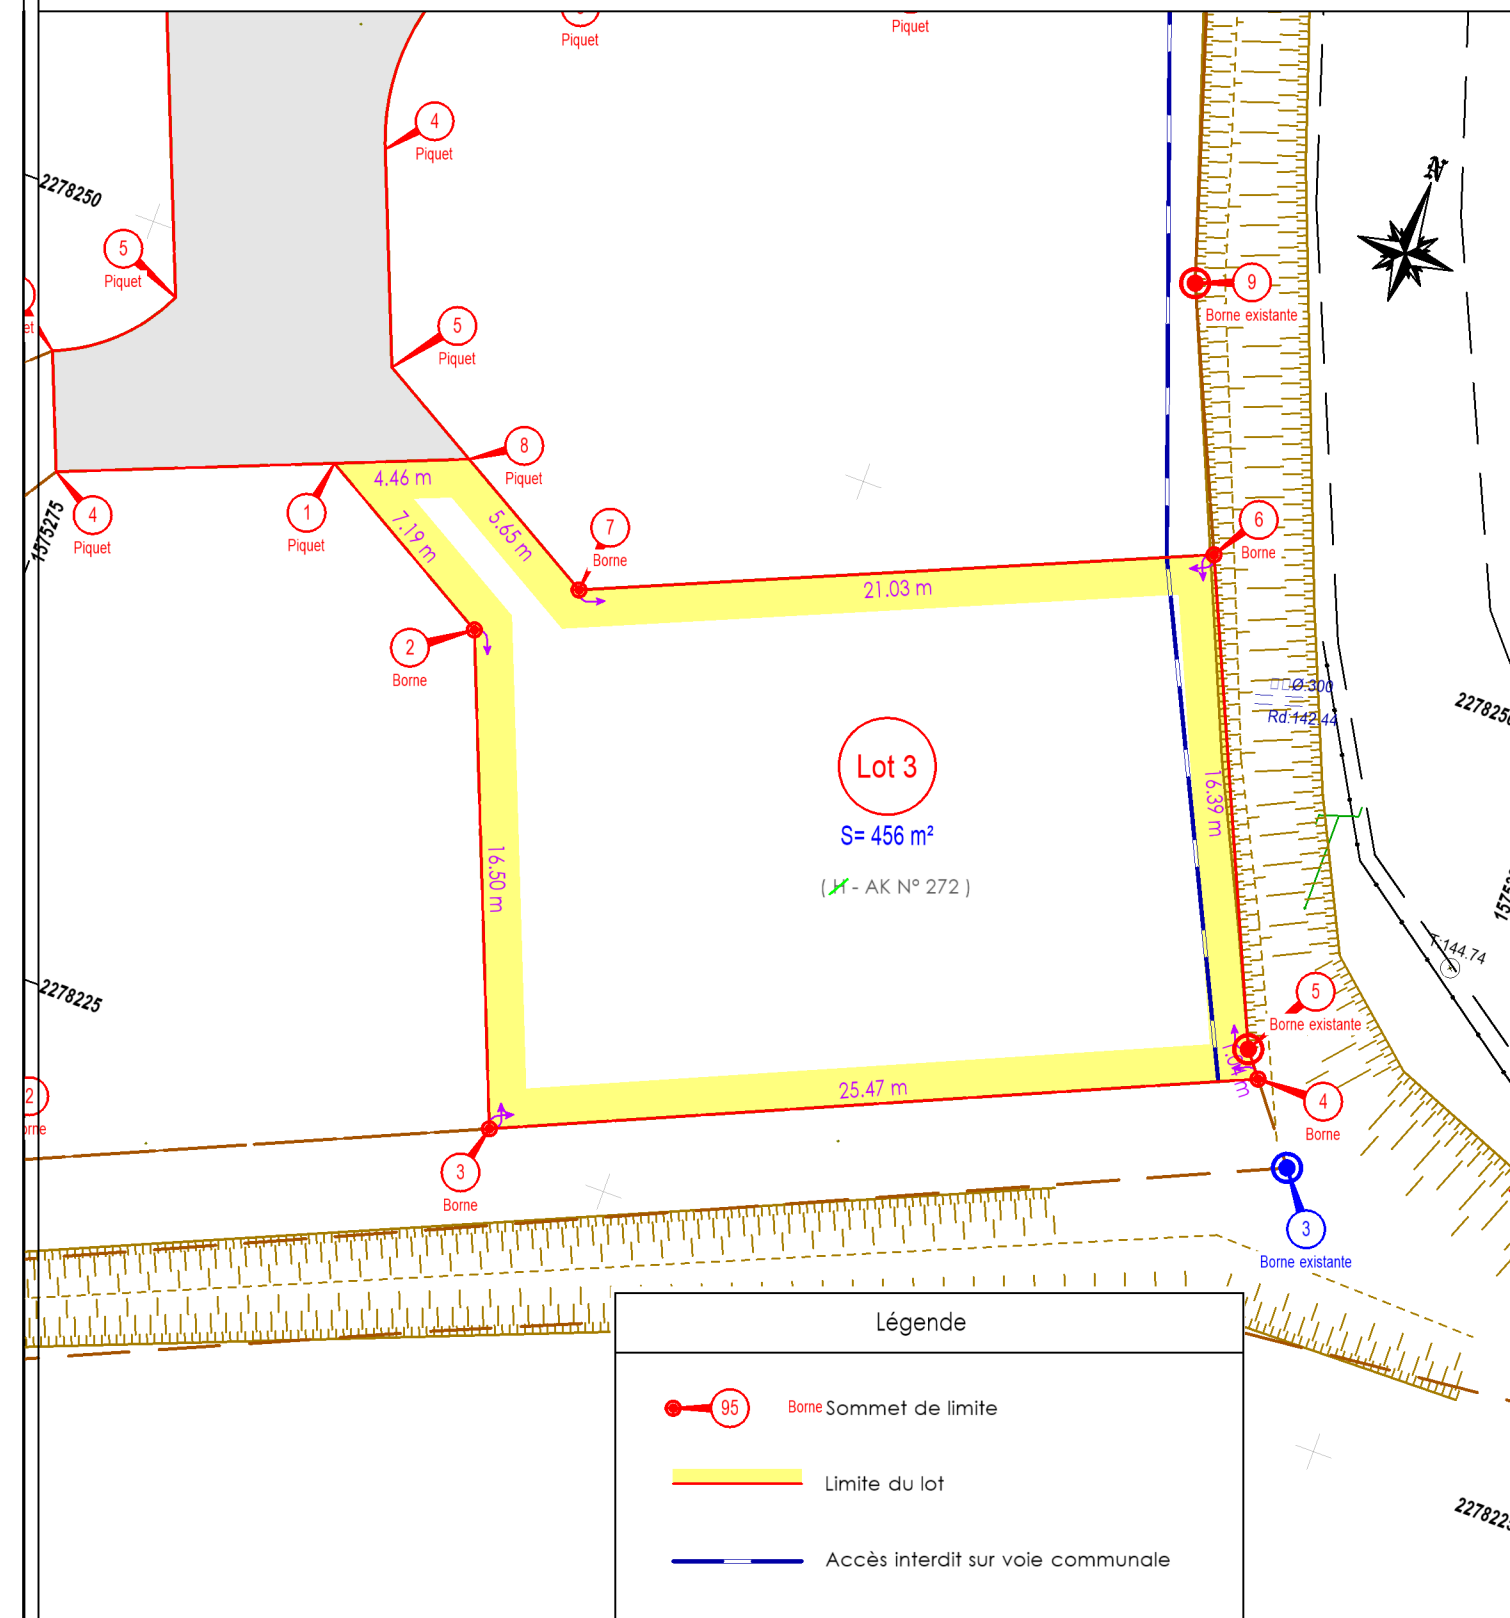 Piquet
Piquet
4
Piquet
2278250
N
5
Piquet
9
Borne existante
5
Piquet
8
Piquet
4.46 m
1
Piquet
4
Piquet
1575275
7.19 m
5.65 m
7
Borne
6
Borne
21.03 m
2
Borne
Ø:300
Rd:142.44
Lot 3
S= 456 m²
16.39 m
16.50 m
( H - AK N° 272 )
T:144.74
2278225
5
Borne existante
25.47 m
4
Borne
2
3
Borne
3
Borne existante
Légende
95
Borne
Sommet de limite
Limite du lot
Accès interdit sur voie communale